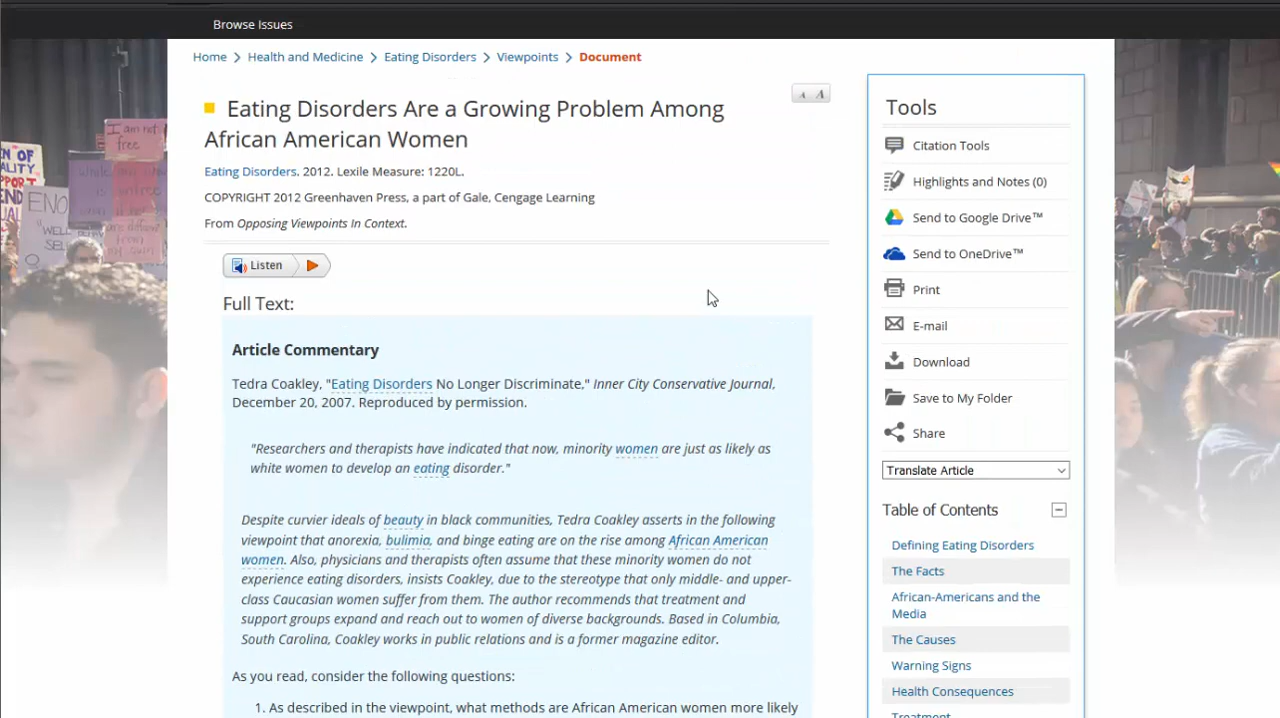 Browse Issues
Home > Health and Medicine > Eating Disorders > Viewpoints > Document
Eating Disorders Are a Growing Problem Among
African American Women
Eating Disorders. 2012. Lexile Measure: 1220L.
COPYRIGHT 2012 Greenhaven Press, a part of Gale, Cengage Learning
From Opposing Viewpoints In Context.
A A
Listen
Full Text:
Article Commentary
Tedra Coakley, "Eating Disorders No Longer Discriminate," Inner City Conservative Journal,
December 20, 2007. Reproduced by permission.
"Researchers and therapists have indicated that now, minority women are just as likely as
white women to develop an eating disorder."
Despite curvier ideals of beauty in black communities, Tedra Coakley asserts in the following
viewpoint that anorexia, bulimia, and binge eating are on the rise among African American
women. Also, physicians and therapists often assume that these minority women do not
experience eating disorders, insists Coakley, due to the stereotype that only middle- and upper-
class Caucasian women suffer from them. The author recommends that treatment and
support groups expand and reach out to women of diverse backgrounds. Based in Columbia,
South Carolina, Coakley works in public relations and is a former magazine editor.
As you read, consider the following questions:
1. As described in the viewpoint, what methods are African American women more likely
Tools
Citation Tools
Highlights and Notes (0)
Send to Google Drive™
Send to OneDrive™
Print
E-mail
Download
Save to My Folder
Share
Translate Article
Table of Contents
Defining Eating Disorders
The Facts
African-Americans and the
Media
The Causes
Warning Signs
Health Consequences
Treatment
I am not
free
while
ENO
"WELL